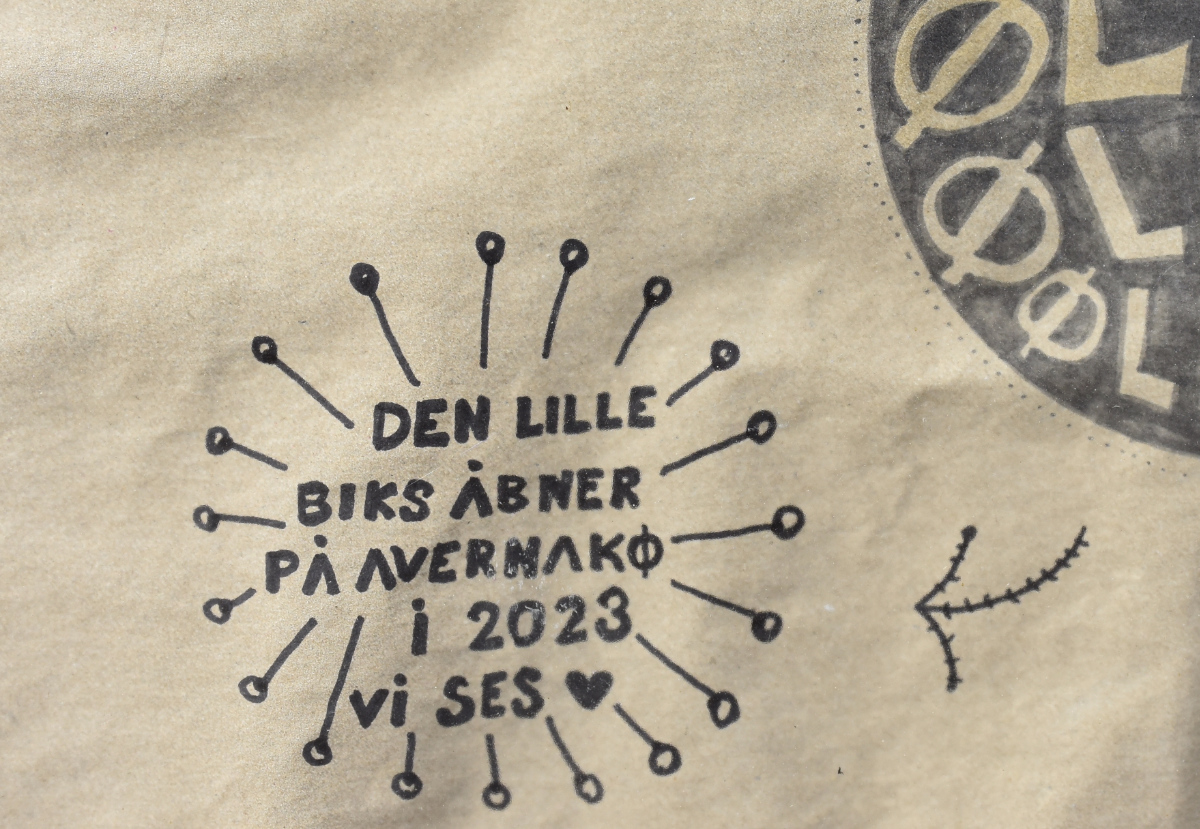 ØL
ØL
ØL
DEN LILLE
BIKS ÅBNER
PÅ AVERNAKØ
i 2023
vi SES ♥